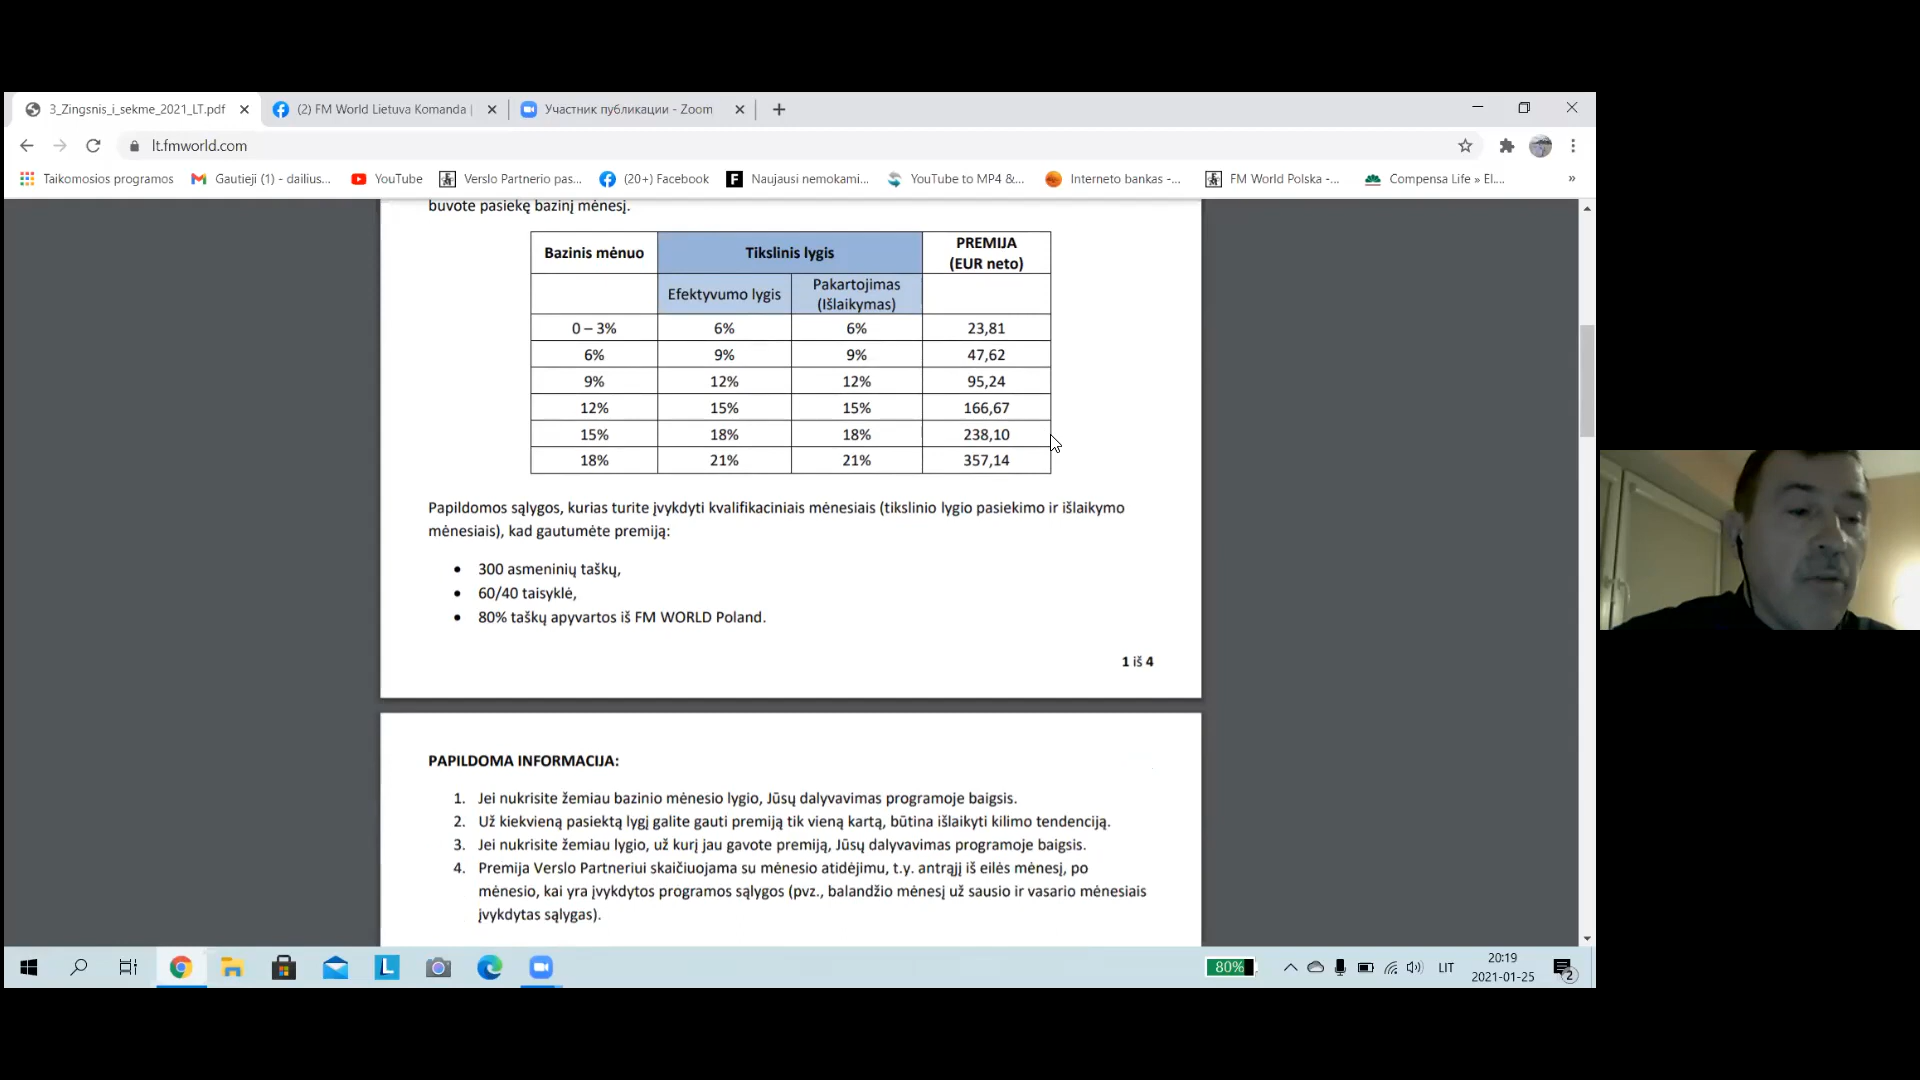 3_Zingsnis_i_sekme_2021_LT.pdf
(2) FM World Lietuva Komanda |
Участник публикации - Zoom
lt.fmworld.com
Taikomosios programos
Gautieji (1) - dailius...
YouTube
Verslo Partnerio pas...
(20+) Facebook
Naujausi nemokami...
YouTube to MP4 &...
Interneto bankas -...
FM World Polska -...
Compensa Life » El....
»
buvote pasiekę bazinį mėnesį.
Bazinis mėnuo Tikslinis lygis PREMIJA
(EUR neto)
Efektyvumo lygis Pakartojimas
(Išlaikymas)
0 – 3% 6% 6% 23,81
6% 9% 9% 47,62
9% 12% 12% 95,24
12% 15% 15% 166,67
15% 18% 18% 238,10
18% 21% 21% 357,14
Papildomos sąlygos, kurias turite įvykdyti kvalifikaciniais mėnesiais (tikslinio lygio pasiekimo ir išlaikymo
mėnesiais), kad gautumėte premiją:
• 300 asmeninių taškų,
• 60/40 taisyklė,
• 80% taškų apyvartos iš FM WORLD Poland.
1 iš 4
PAPILDOMA INFORMACIJA:
1. Jei nukrisite žemiau bazinio mėnesio lygio, Jūsų dalyvavimas programoje baigsis.
2. Už kiekvieną pasiektą lygį galite gauti premiją tik vieną kartą, būtina išlaikyti kilimo tendenciją.
3. Jei nukrisite žemiau lygio, už kurį jau gavote premiją, Jūsų dalyvavimas programoje baigsis.
4. Premija Verslo Partneriui skaičiuojama su mėnesio atidėjimu, t.y. antrąjį iš eilės mėnesį, po
mėnesio, kai yra įvykdytos programos sąlygos (pvz., balandžio mėnesį už sausio ir vasario mėnesiais
įvykdytas sąlygas).
80%
LIT
20:19
2021-01-25
2